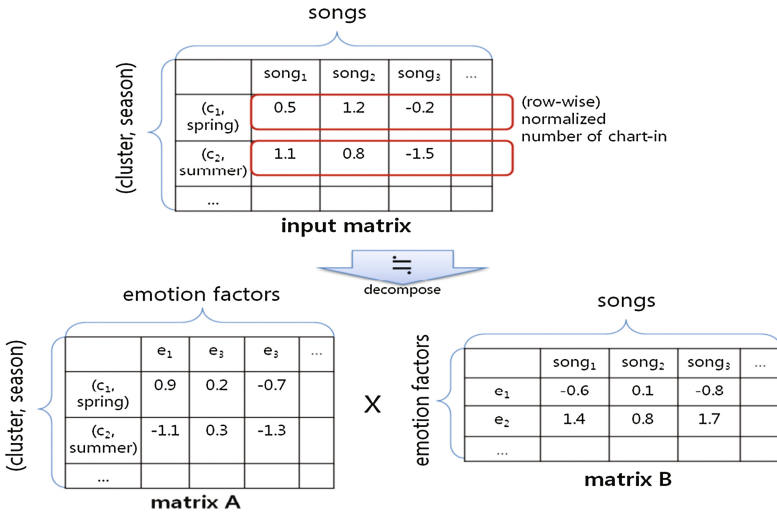 songs
(cluster, season)
song₁ song₂ song₃ ...
(c₁, spring) 0.5 1.2 -0.2
(c₂, summer) 1.1 0.8 -1.5
...
(row-wise)
normalized
number of chart-in
input matrix
≒
decompose
emotion factors
(cluster, season)
e₁ e₃ e₃ ...
(c₁, spring) 0.9 0.2 -0.7
(c₂, summer) -1.1 0.3 -1.3
...
matrix A
X
songs
emotion factors
song₁ song₂ song₃ ...
e₁ -0.6 0.1 -0.8
e₂ 1.4 0.8 1.7
...
matrix B